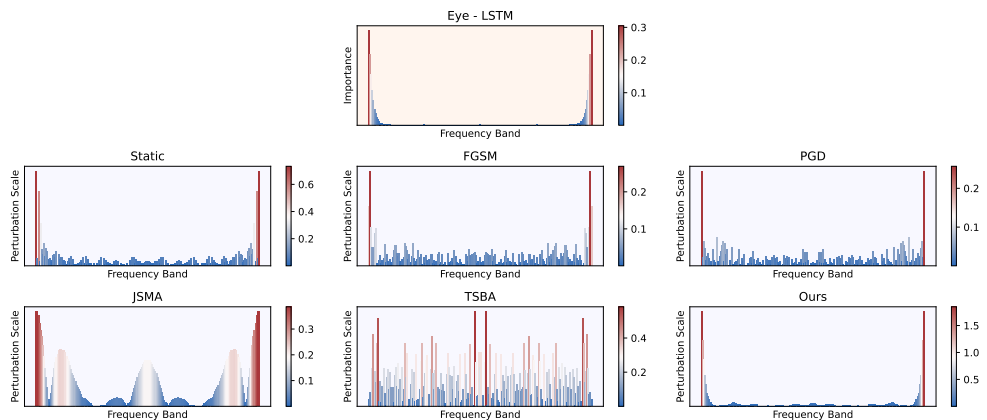 Eye - LSTM
Importance
0.3
0.2
0.1
Frequency Band
Static
Perturbation Scale
0.6
0.4
0.2
Frequency Band
FGSM
Perturbation Scale
0.2
0.1
Frequency Band
PGD
Perturbation Scale
0.2
0.1
Frequency Band
JSMA
Perturbation Scale
0.3
0.2
0.1
Frequency Band
TSBA
Perturbation Scale
0.4
0.2
Frequency Band
Ours
Perturbation Scale
1.5
1.0
0.5
Frequency Band